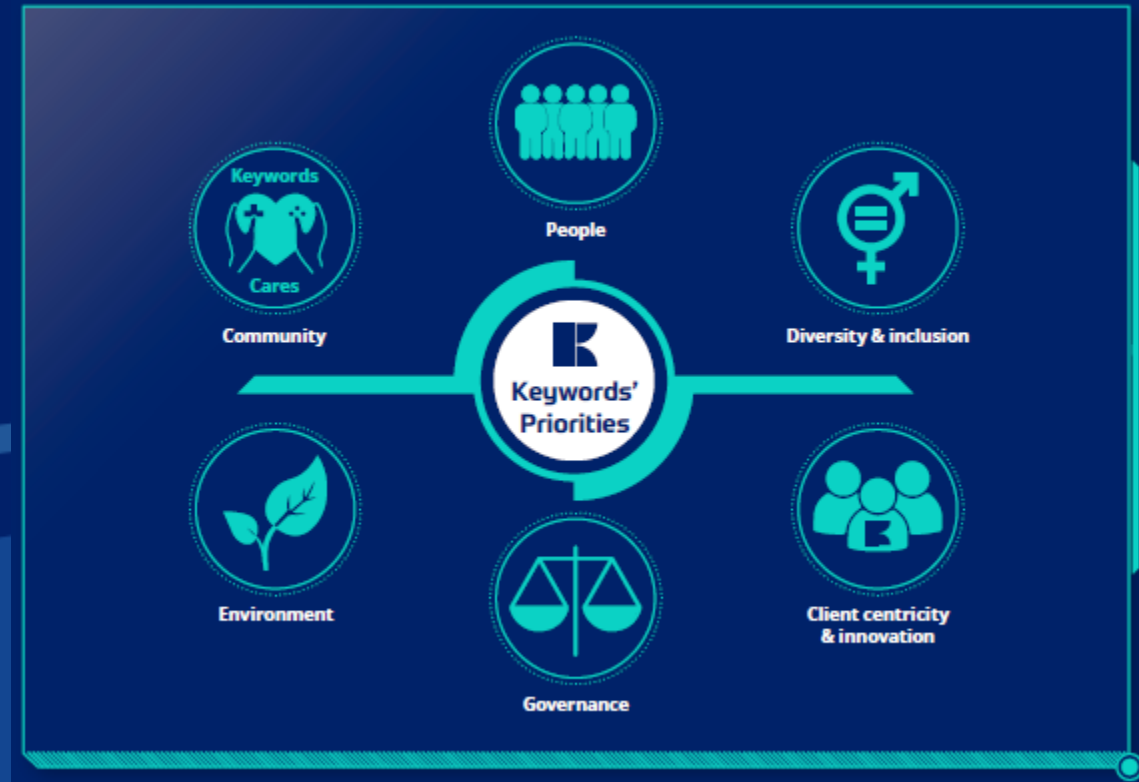 People
Keywords
Cares
Community
Diversity & inclusion
Keywords’
Priorities
Environment
Client centricity
& innovation
Governance